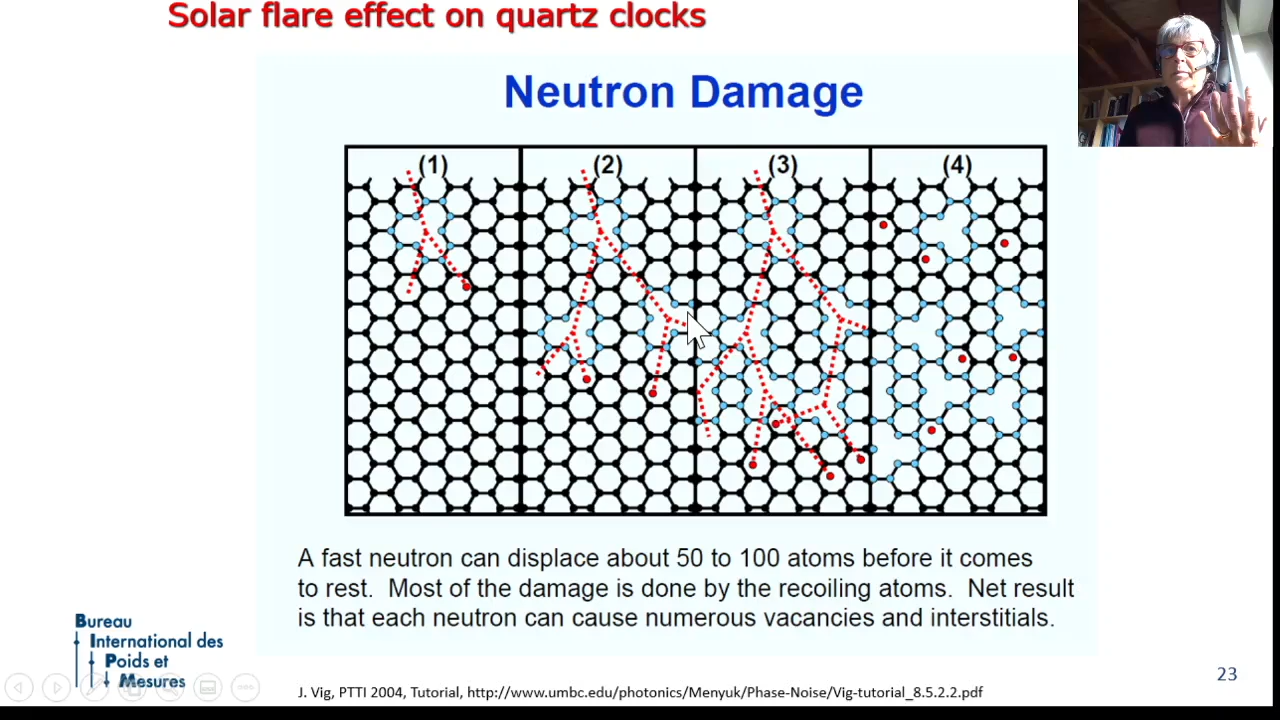 Solar flare effect on quartz clocks
Neutron Damage
(1)
(2)
(3)
(4)
A fast neutron can displace about 50 to 100 atoms before it comes
to rest. Most of the damage is done by the recoiling atoms. Net result
is that each neutron can cause numerous vacancies and interstitials.
Bureau
International des
Poids et
Mesures
J. Vig, PTTI 2004, Tutorial, http://www.umbc.edu/photonics/Menyuk/Phase-Noise/Vig-tutorial_8.5.2.2.pdf
23